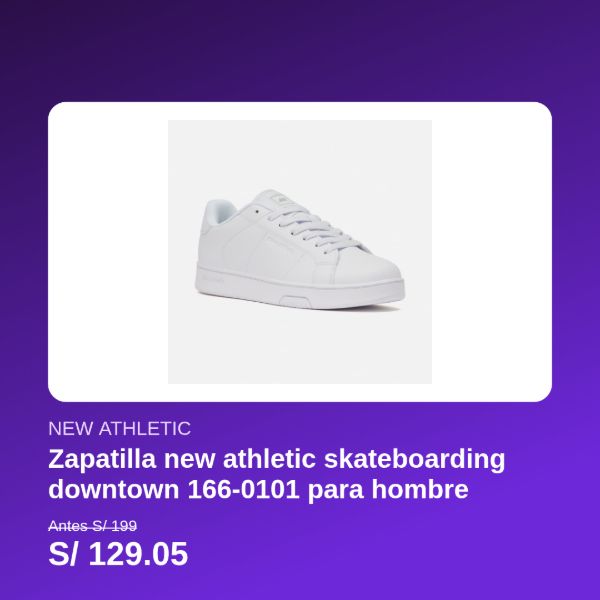 NEW ATHLETIC
Zapatilla new athletic skateboarding
downtown 166-0101 para hombre
Antes S/ 199
S/ 129.05